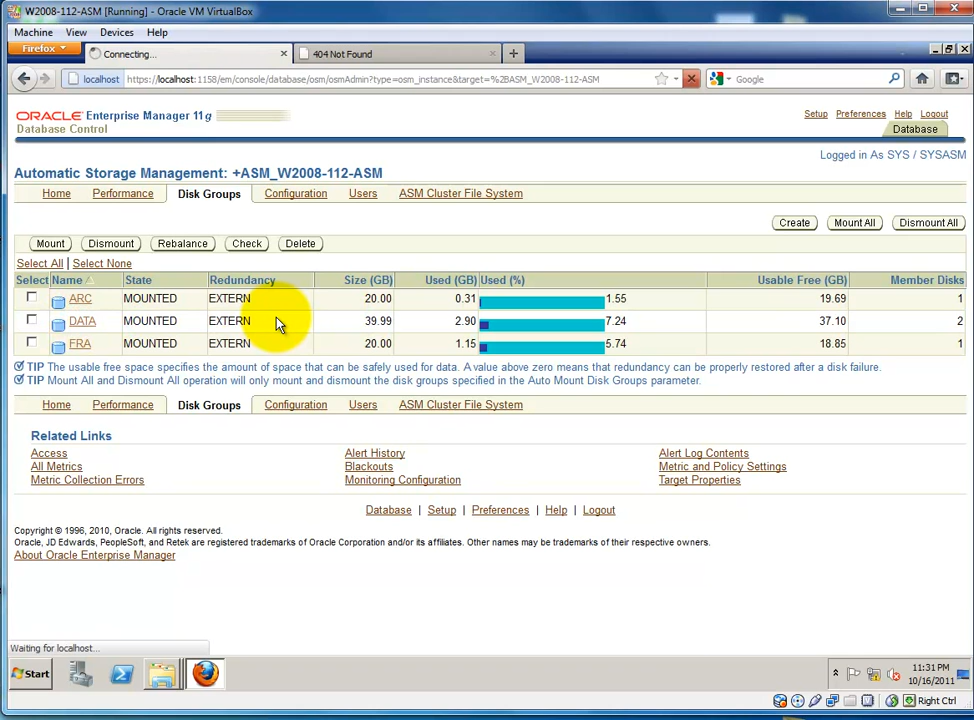 W2008-112-ASM [Running] - Oracle VM VirtualBox
Machine View Devices Help
Firefox Connecting... 404 Not Found
localhost https://localhost:1158/em/console/database/osm/osmAdmin?type=osm_instance&target=%2BASM_W2008-112-ASM Google
ORACLE Enterprise Manager 11g Setup Preferences Help Logout
Database Control Database
Logged in As SYS / SYSASM
Automatic Storage Management: +ASM_W2008-112-ASM
Home Performance Disk Groups Configuration Users ASM Cluster File System
Create Mount All Dismount All
Mount Dismount Rebalance Check Delete
Select All | Select None
Select Name State Redundancy Size (GB) Used (GB) Used (%) Usable Free (GB) Member Disks
ARC MOUNTED EXTERN 20.00 0.31 1.55 19.69 1
DATA MOUNTED EXTERN 39.99 2.90 7.24 37.10 2
FRA MOUNTED EXTERN 20.00 1.15 5.74 18.85 1
TIP The usable free space specifies the amount of space that can be safely used for data. A value above zero means that redundancy can be properly restored after a disk failure.
TIP Mount All and Dismount All operation will only mount and dismount the disk groups specified in the Auto Mount Disk Groups parameter.
Home Performance Disk Groups Configuration Users ASM Cluster File System
Related Links
Access Alert History Alert Log Contents
All Metrics Blackouts Metric and Policy Settings
Metric Collection Errors Monitoring Configuration Target Properties
Database | Setup | Preferences | Help | Logout
Copyright © 1996, 2010, Oracle. All rights reserved.
Oracle, JD Edwards, PeopleSoft, and Retek are registered trademarks of Oracle Corporation and/or its affiliates. Other names may be trademarks of their respective owners.
About Oracle Enterprise Manager
Waiting for localhost...
Start 11:31 PM
10/16/2011
Right Ctrl